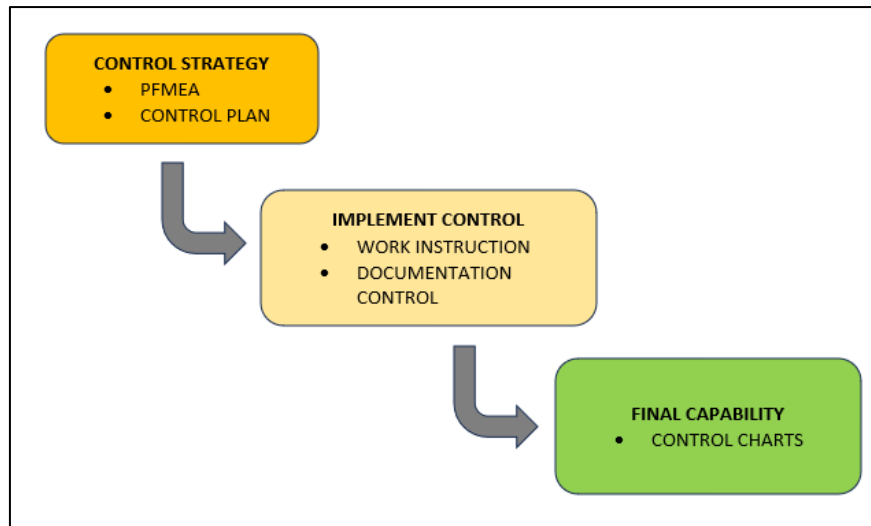 CONTROL STRATEGY
• PFMEA
• CONTROL PLAN
IMPLEMENT CONTROL
• WORK INSTRUCTION
• DOCUMENTATION
CONTROL
FINAL CAPABILITY
• CONTROL CHARTS